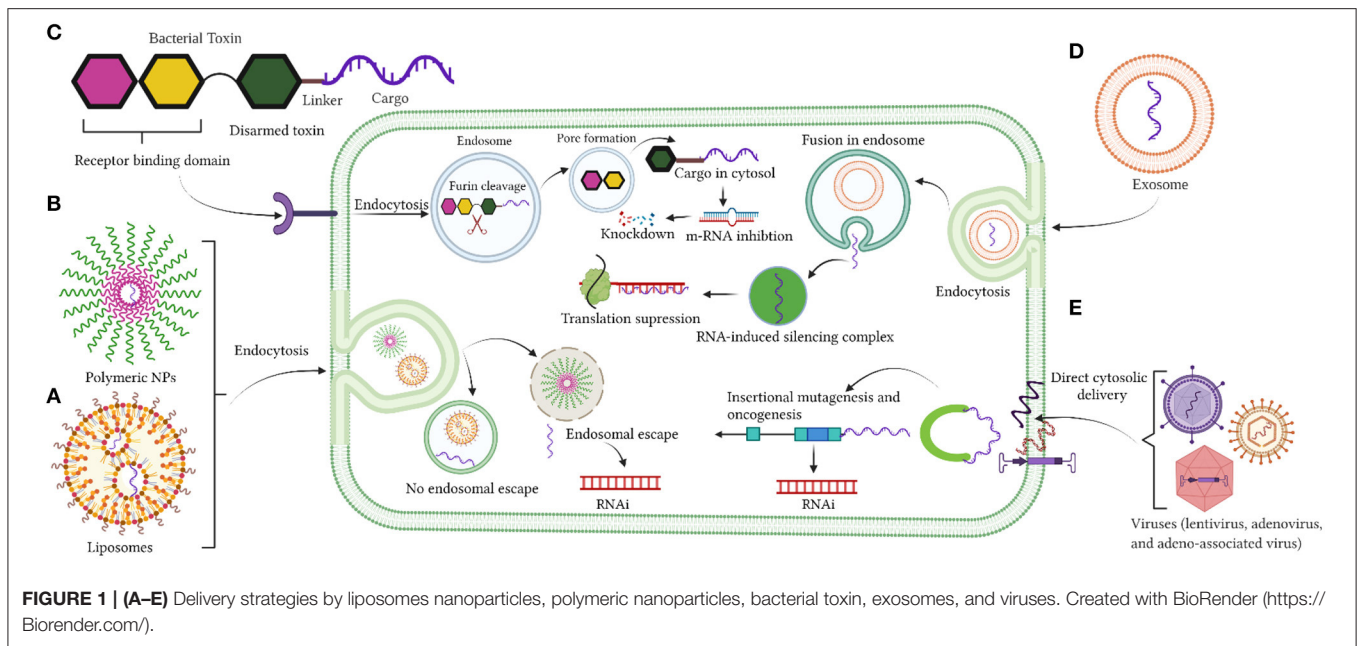 C
Bacterial Toxin
Linker
Cargo
Disarmed toxin
Receptor binding domain
B
Polymeric NPs
A
Liposomes
Endocytosis
Endocytosis
Endosome
Furin cleavage
Pore formation
Cargo in cytosol
Knockdown
m-RNA inhibtion
Fusion in endosome
Translation supression
RNA-induced silencing complex
Endocytosis
D
Exosome
E
Direct cytosolic
delivery
Viruses (lentivirus, adenovirus,
and adeno-associated virus)
Insertional mutagenesis and
oncogenesis
RNAi
Endosomal escape
No endosomal escape
RNAi
FIGURE 1 | (A–E) Delivery strategies by liposomes nanoparticles, polymeric nanoparticles, bacterial toxin, exosomes, and viruses. Created with BioRender (https://
Biorender.com/).